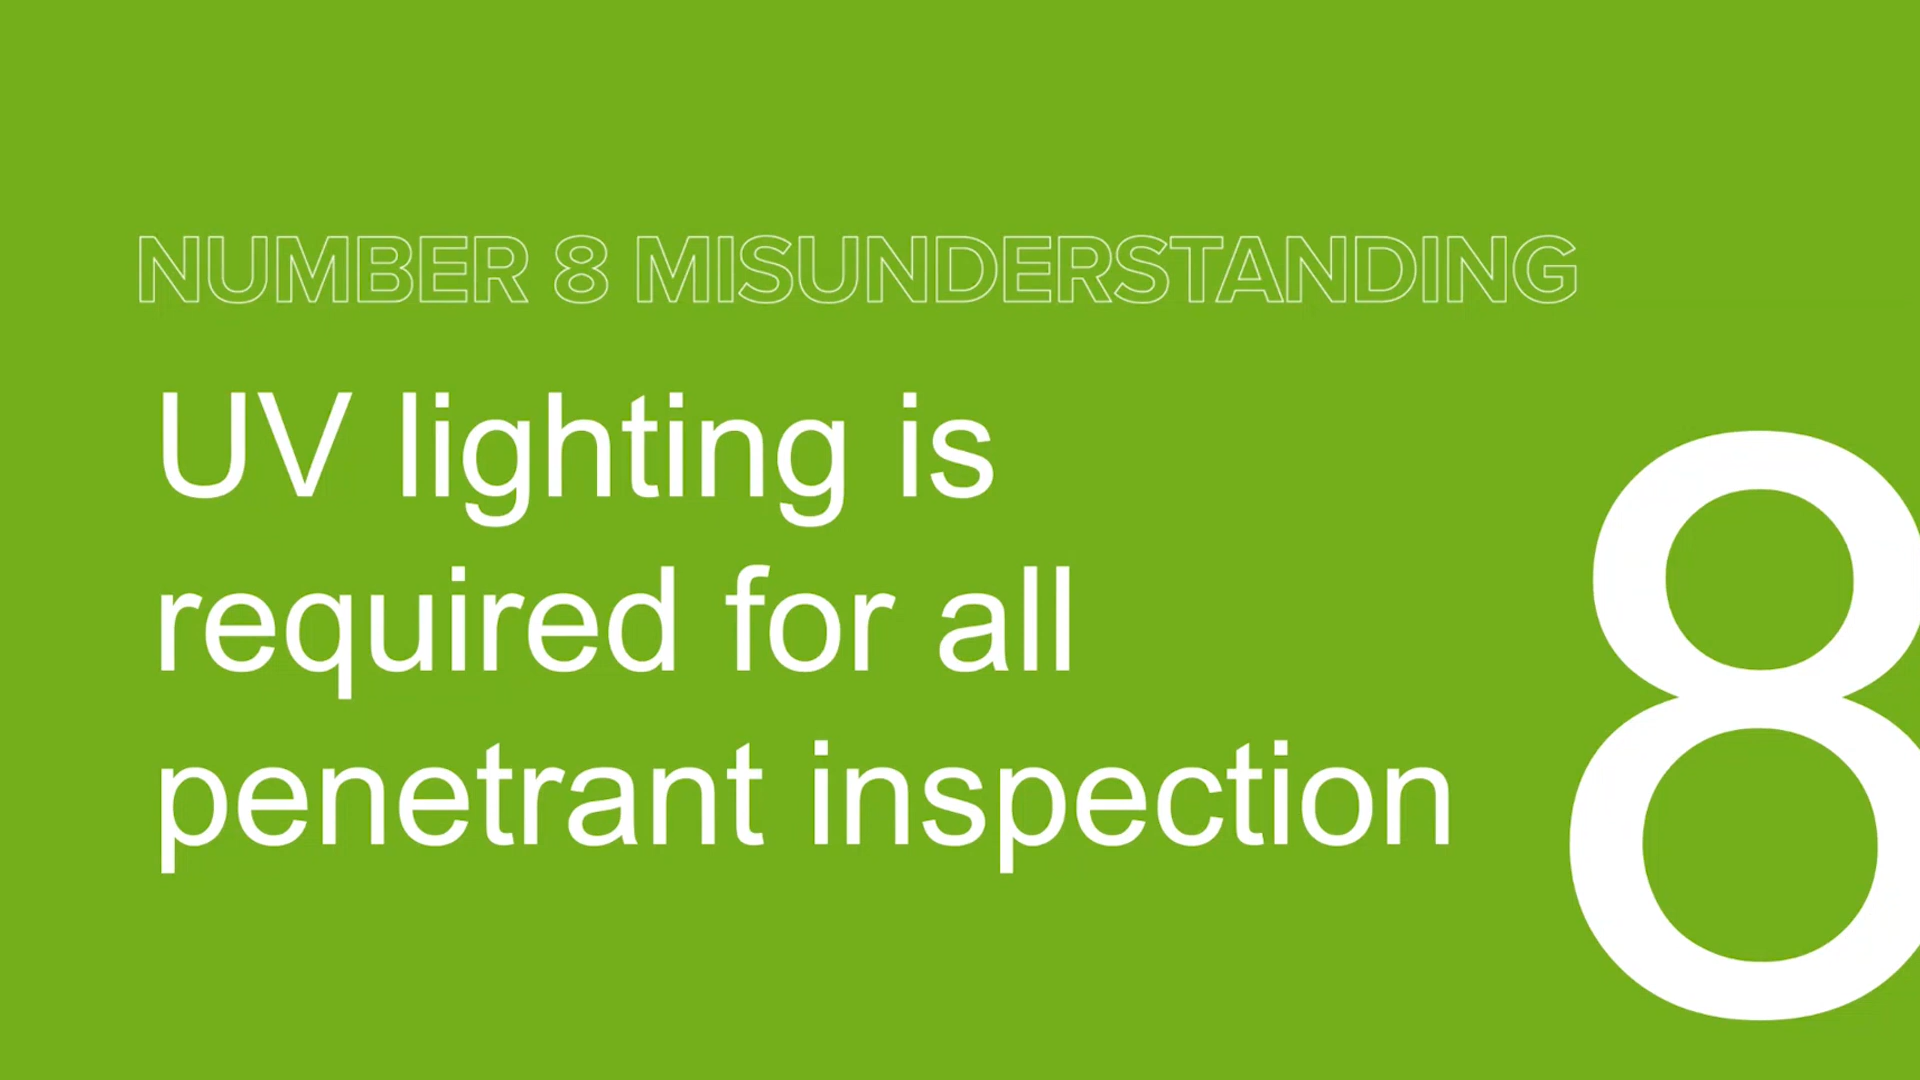 NUMBER 8 MISUNDERSTANDING
UV lighting is
required for all
penetrant inspection
8